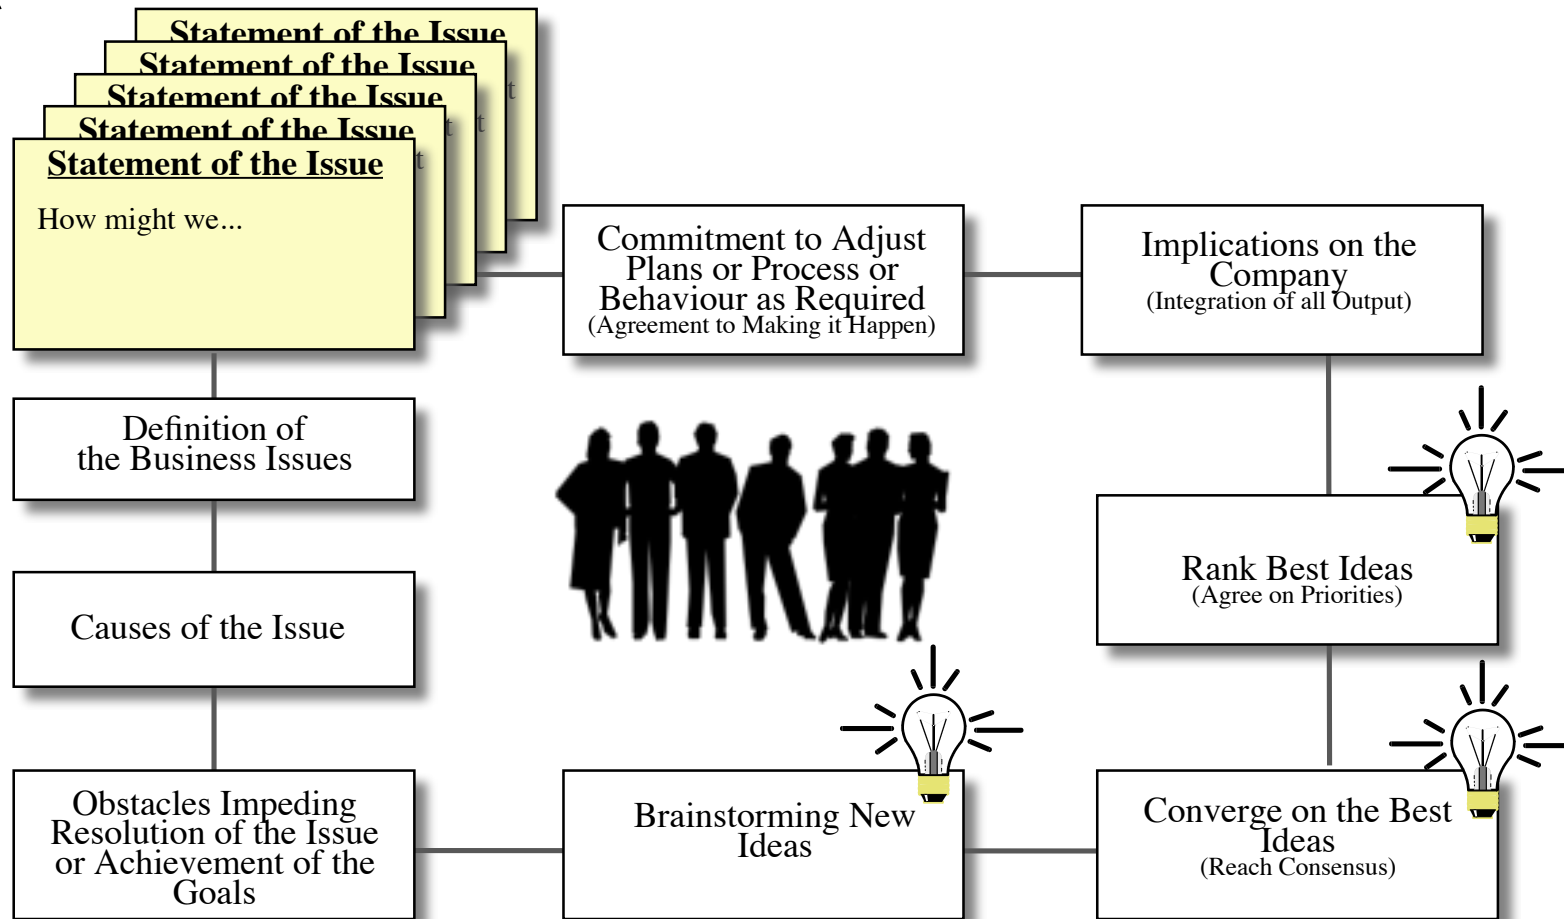 Statement of the Issue
Statement of the Issue
t
Statement of the Issue
t
Statement of the Issue
t
Statement of the Issue
t
How might we...
Commitment to Adjust
Plans or Process or
Behaviour as Required
(Agreement to Making it Happen)
Implications on the
Company
(Integration of all Output)
Definition of
the Business Issues
Rank Best Ideas
(Agree on Priorities)
Causes of the Issue
Obstacles Impeding
Resolution of the Issue
or Achievement of the
Goals
Brainstorming New
Ideas
Converge on the Best
Ideas
(Reach Consensus)